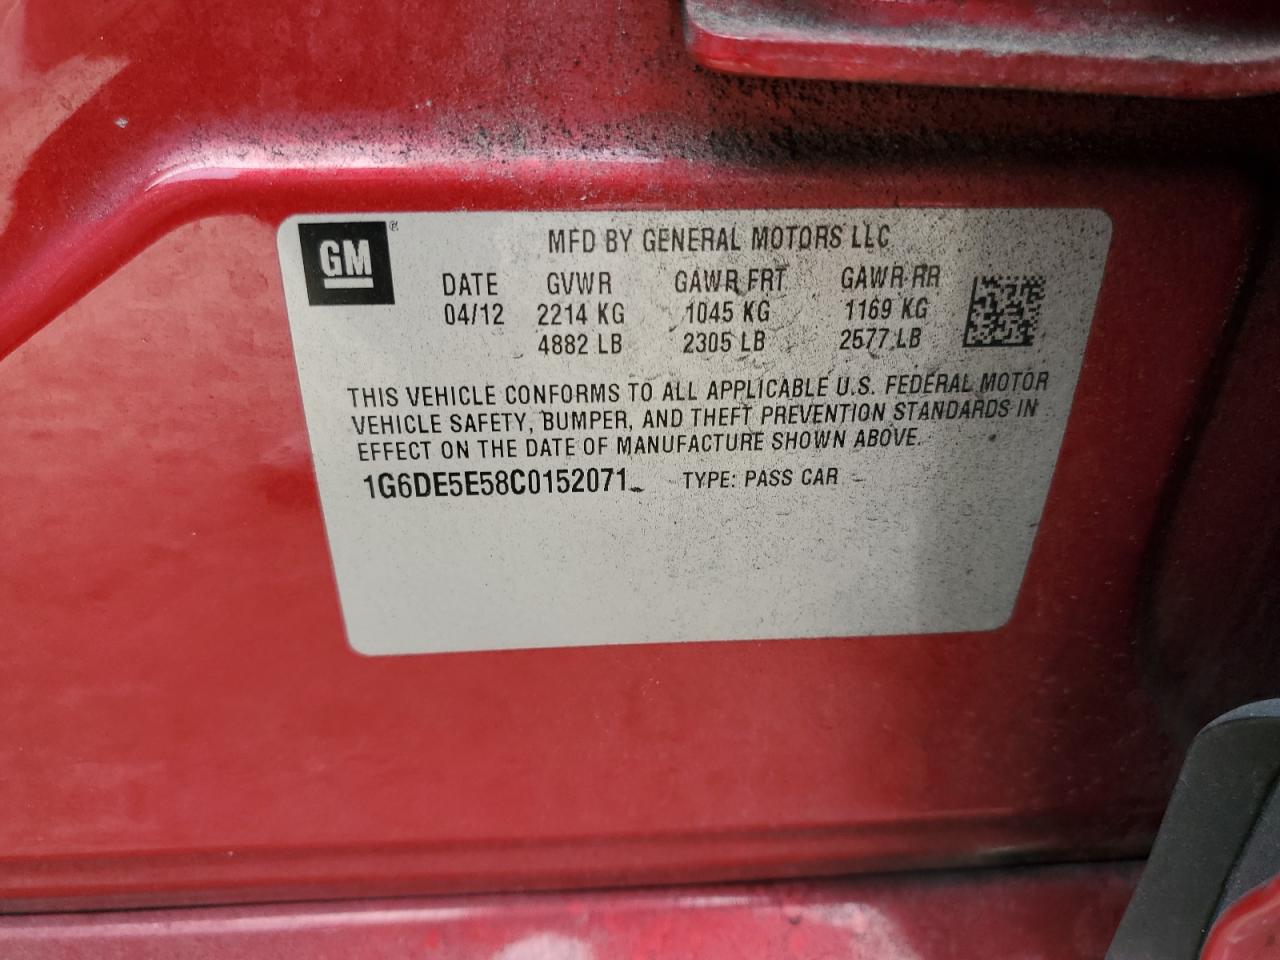 GM®
MFD BY GENERAL MOTORS LLC
DATE GVWR GAWR FRT GAWR RR
04/12 2214 KG 1045 KG 1169 KG
4882 LB 2305 LB 2577 LB
THIS VEHICLE CONFORMS TO ALL APPLICABLE U.S. FEDERAL MOTOR
VEHICLE SAFETY, BUMPER, AND THEFT PREVENTION STANDARDS IN
EFFECT ON THE DATE OF MANUFACTURE SHOWN ABOVE.
1G6DE5E58C0152071 TYPE: PASS CAR